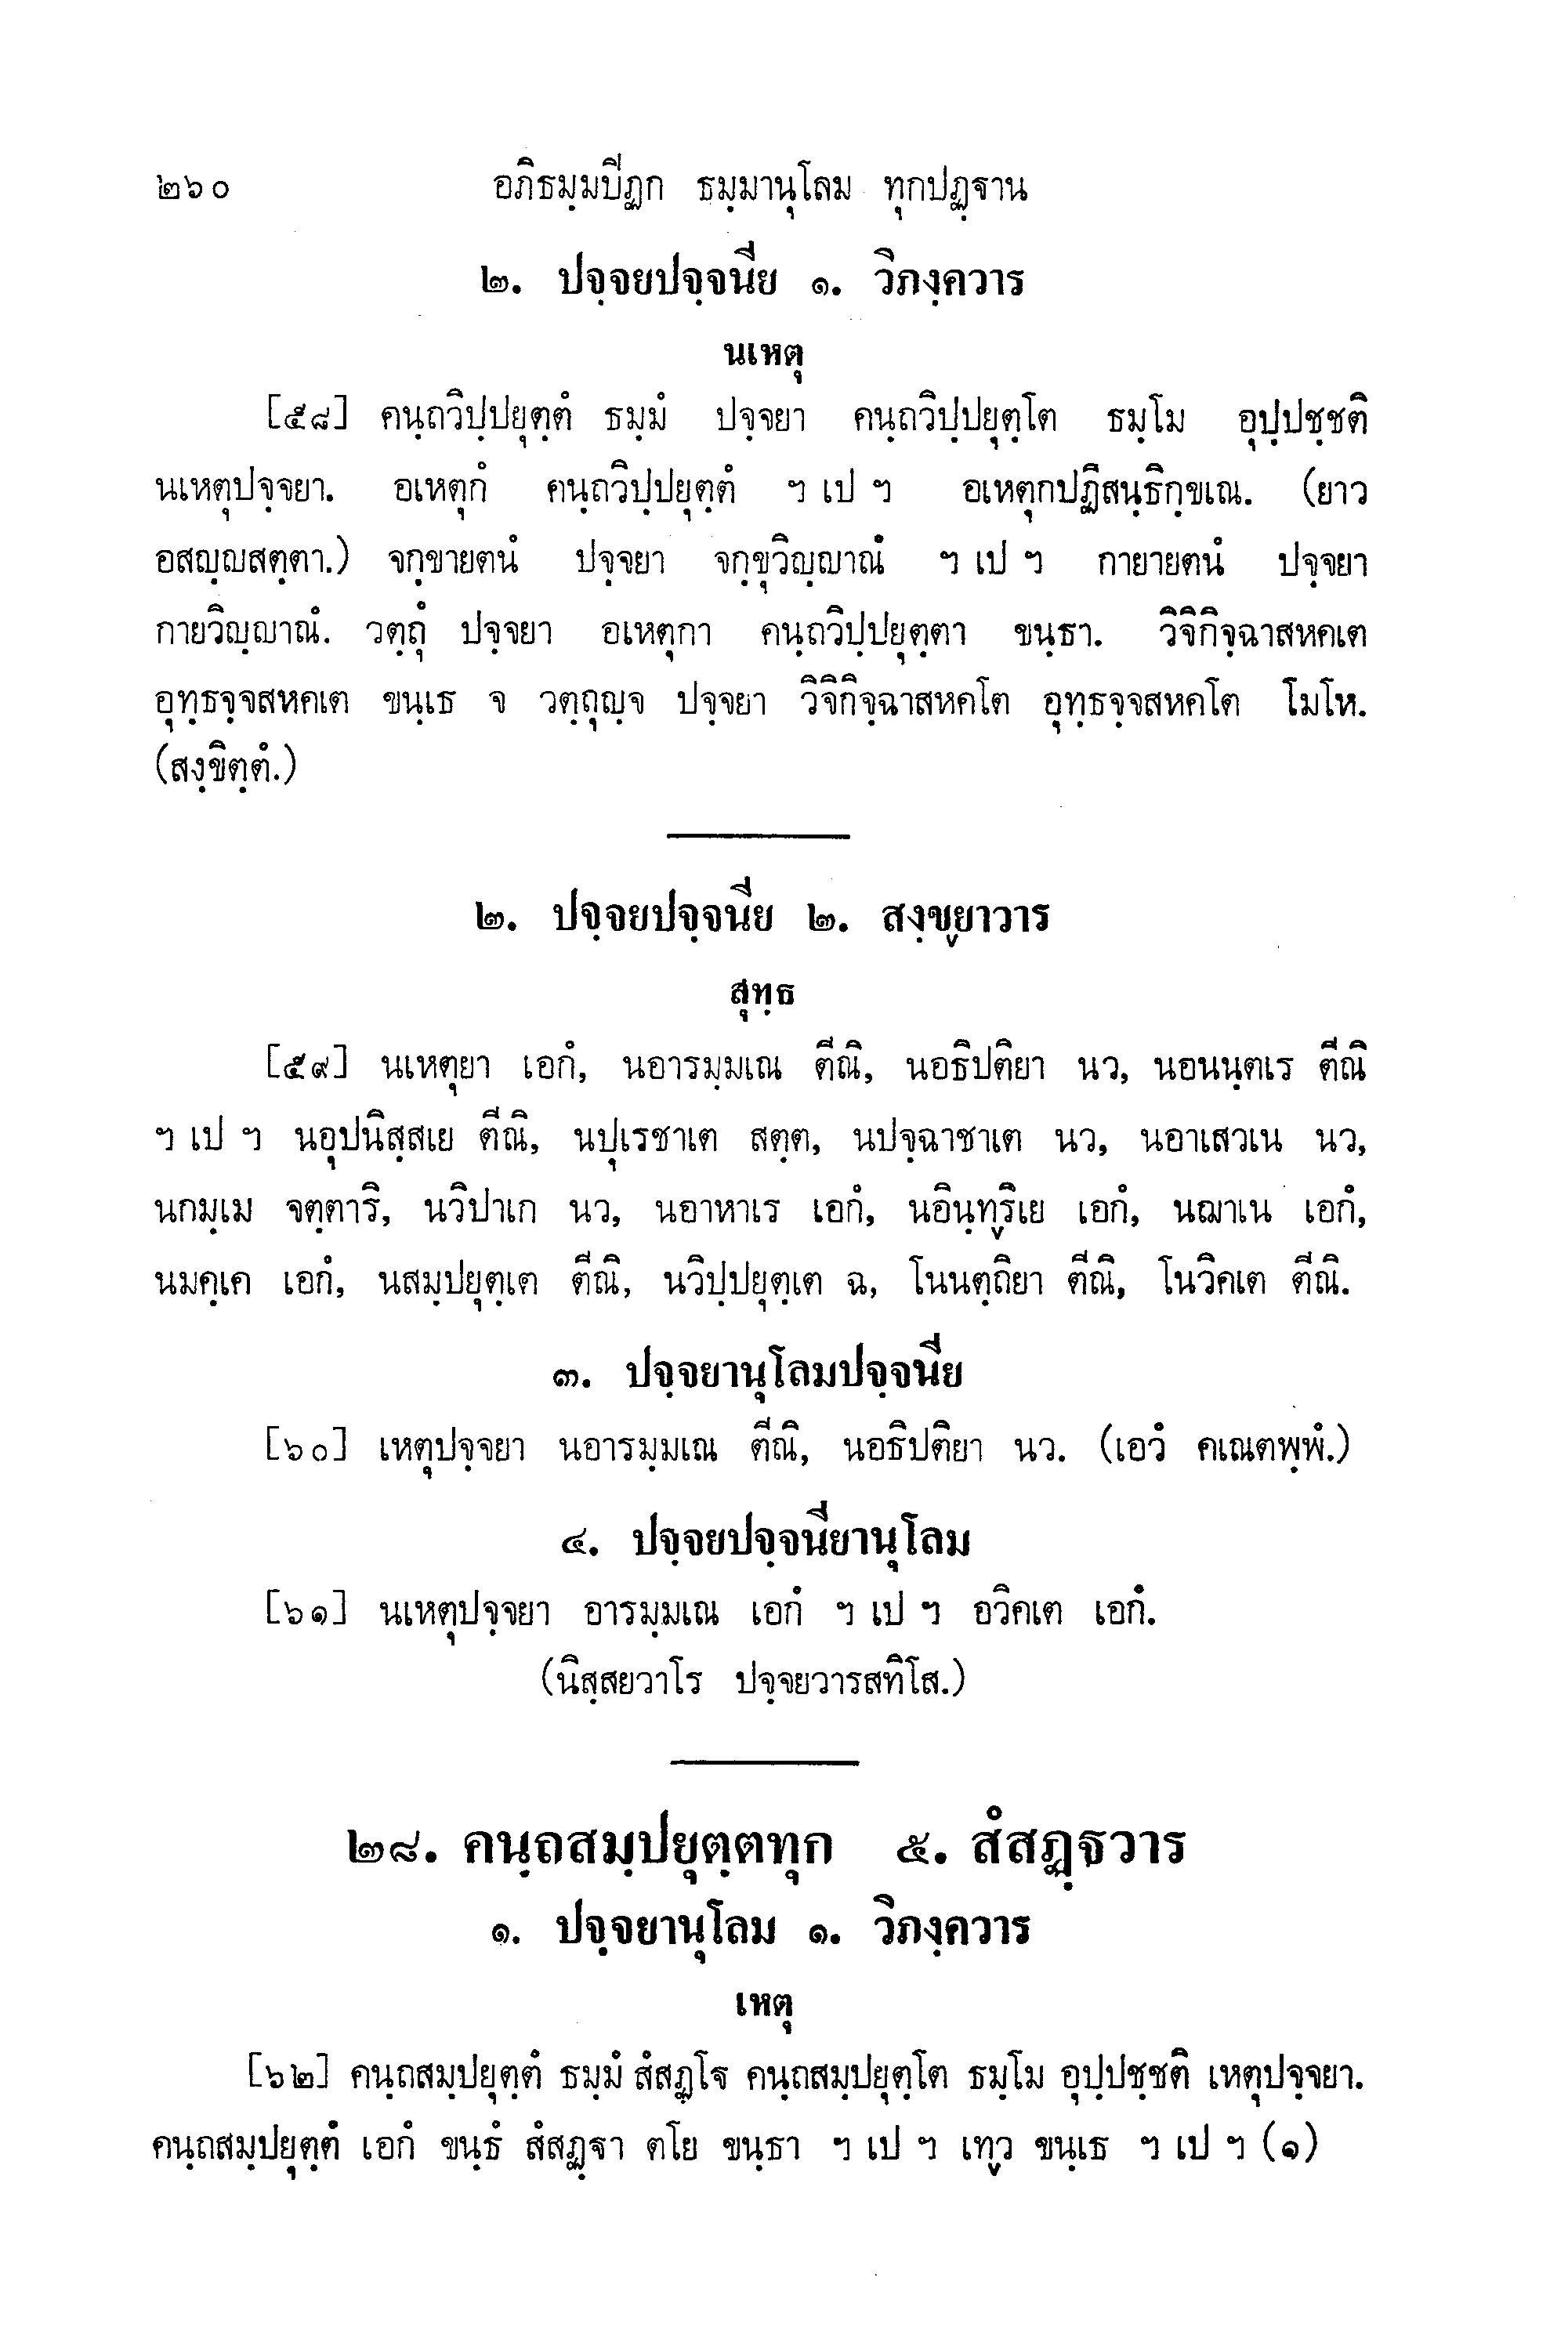 ๒๖๐ อภิธมฺมปิฏก ธมฺมานุโลม ทุกปฏฺฐาน
๒. ปจฺจยปจฺจนีย ๑. วิภงฺควาร
นเหตุ
[๕๘] คนฺถวิปฺปยุตฺตํ ธมฺมํ ปจฺจยา คนฺถวิปฺปยุตฺโต ธมฺโม อุปฺปชฺชติ
นเหตุปจฺจยา. อเหตุกํ คนฺถวิปฺปยุตฺตํ ฯ เป ฯ อเหตุกปฏิสนฺธิกฺขเณ. (ยาว
อสญฺญสตฺตา.) จกฺขายตนํ ปจฺจยา จกฺขุวิญฺญาณํ ฯ เป ฯ กายายตนํ ปจฺจยา
กายวิญฺญาณํ. วตฺถุํ ปจฺจยา อเหตุกา คนฺถวิปฺปยุตฺตา ขนฺธา. วิจิกิจฺฉาสหคเต
อุทฺธจฺจสหคเต ขนฺเธ จ วตฺถุญฺจ ปจฺจยา วิจิกิจฺฉาสหคโต อุทฺธจฺจสหคโต โมโห.
(สงฺขิตฺตํ.)
๒. ปจฺจยปจฺจนีย ๒. สงฺขฺยาวาร
สุทฺธ
[๕๙] นเหตุยา เอกํ, นอารมฺมเณ ตีณิ, นอธิปติยา นว, นอนนฺตเร ตีณิ
ฯ เป ฯ นอุปนิสฺสเย ตีณิ, นปุเรชาเต สตฺต, นปจฺฉาชาเต นว, นอาเสวเน นว,
นกมฺเม จตฺตาริ, นวิปาเก นว, นอาหาเร เอกํ, นอินฺทฺริเย เอกํ, นฌาเน เอกํ,
นมคฺเค เอกํ, นสมฺปยุตฺเต ตีณิ, นวิปฺปยุตฺเต ฉ, โนนตฺถิยา ตีณิ, โนวิคเต ตีณิ.
๓. ปจฺจยานุโลมปจฺจนีย
[๖๐] เหตุปจฺจยา นอารมฺมเณ ตีณิ, นอธิปติยา นว. (เอวํ คเณตพฺพํ.)
๔. ปจฺจยปจฺจนียานุโลม
[๖๑] นเหตุปจฺจยา อารมฺมเณ เอกํ ฯ เป ฯ อวิคเต เอกํ.
(นิสฺสยวาโร ปจฺจยวารสทิโส.)
๒๘. คนฺถสมฺปยุตฺตทุก ๕. สํสฏฺฐวาร
๑. ปจฺจยานุโลม ๑. วิภงฺควาร
เหตุ
[๖๒] คนฺถสมฺปยุตฺตํ ธมฺมํ สํสฏฺโฐ คนฺถสมฺปยุตฺโต ธมฺโม อุปฺปชฺชติ เหตุปจฺจยา.
คนฺถสมฺปยุตฺตํ เอกํ ขนฺธํ สํสฏฺฐา ตโย ขนฺธา ฯ เป ฯ เทฺว ขนฺเธ ฯ เป ฯ (๑)